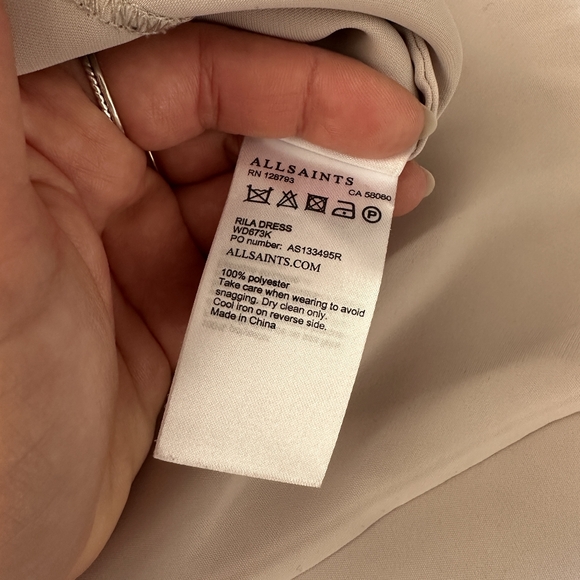 ALLSAINTS
RN 128793 CA 58080
P
RILA DRESS
WD673K
PO number: AS133495R
ALLSAINTS.COM
100% polyester
Take care when wearing to avoid
snagging. Dry clean only.
Cool iron on reverse side.
Made in China